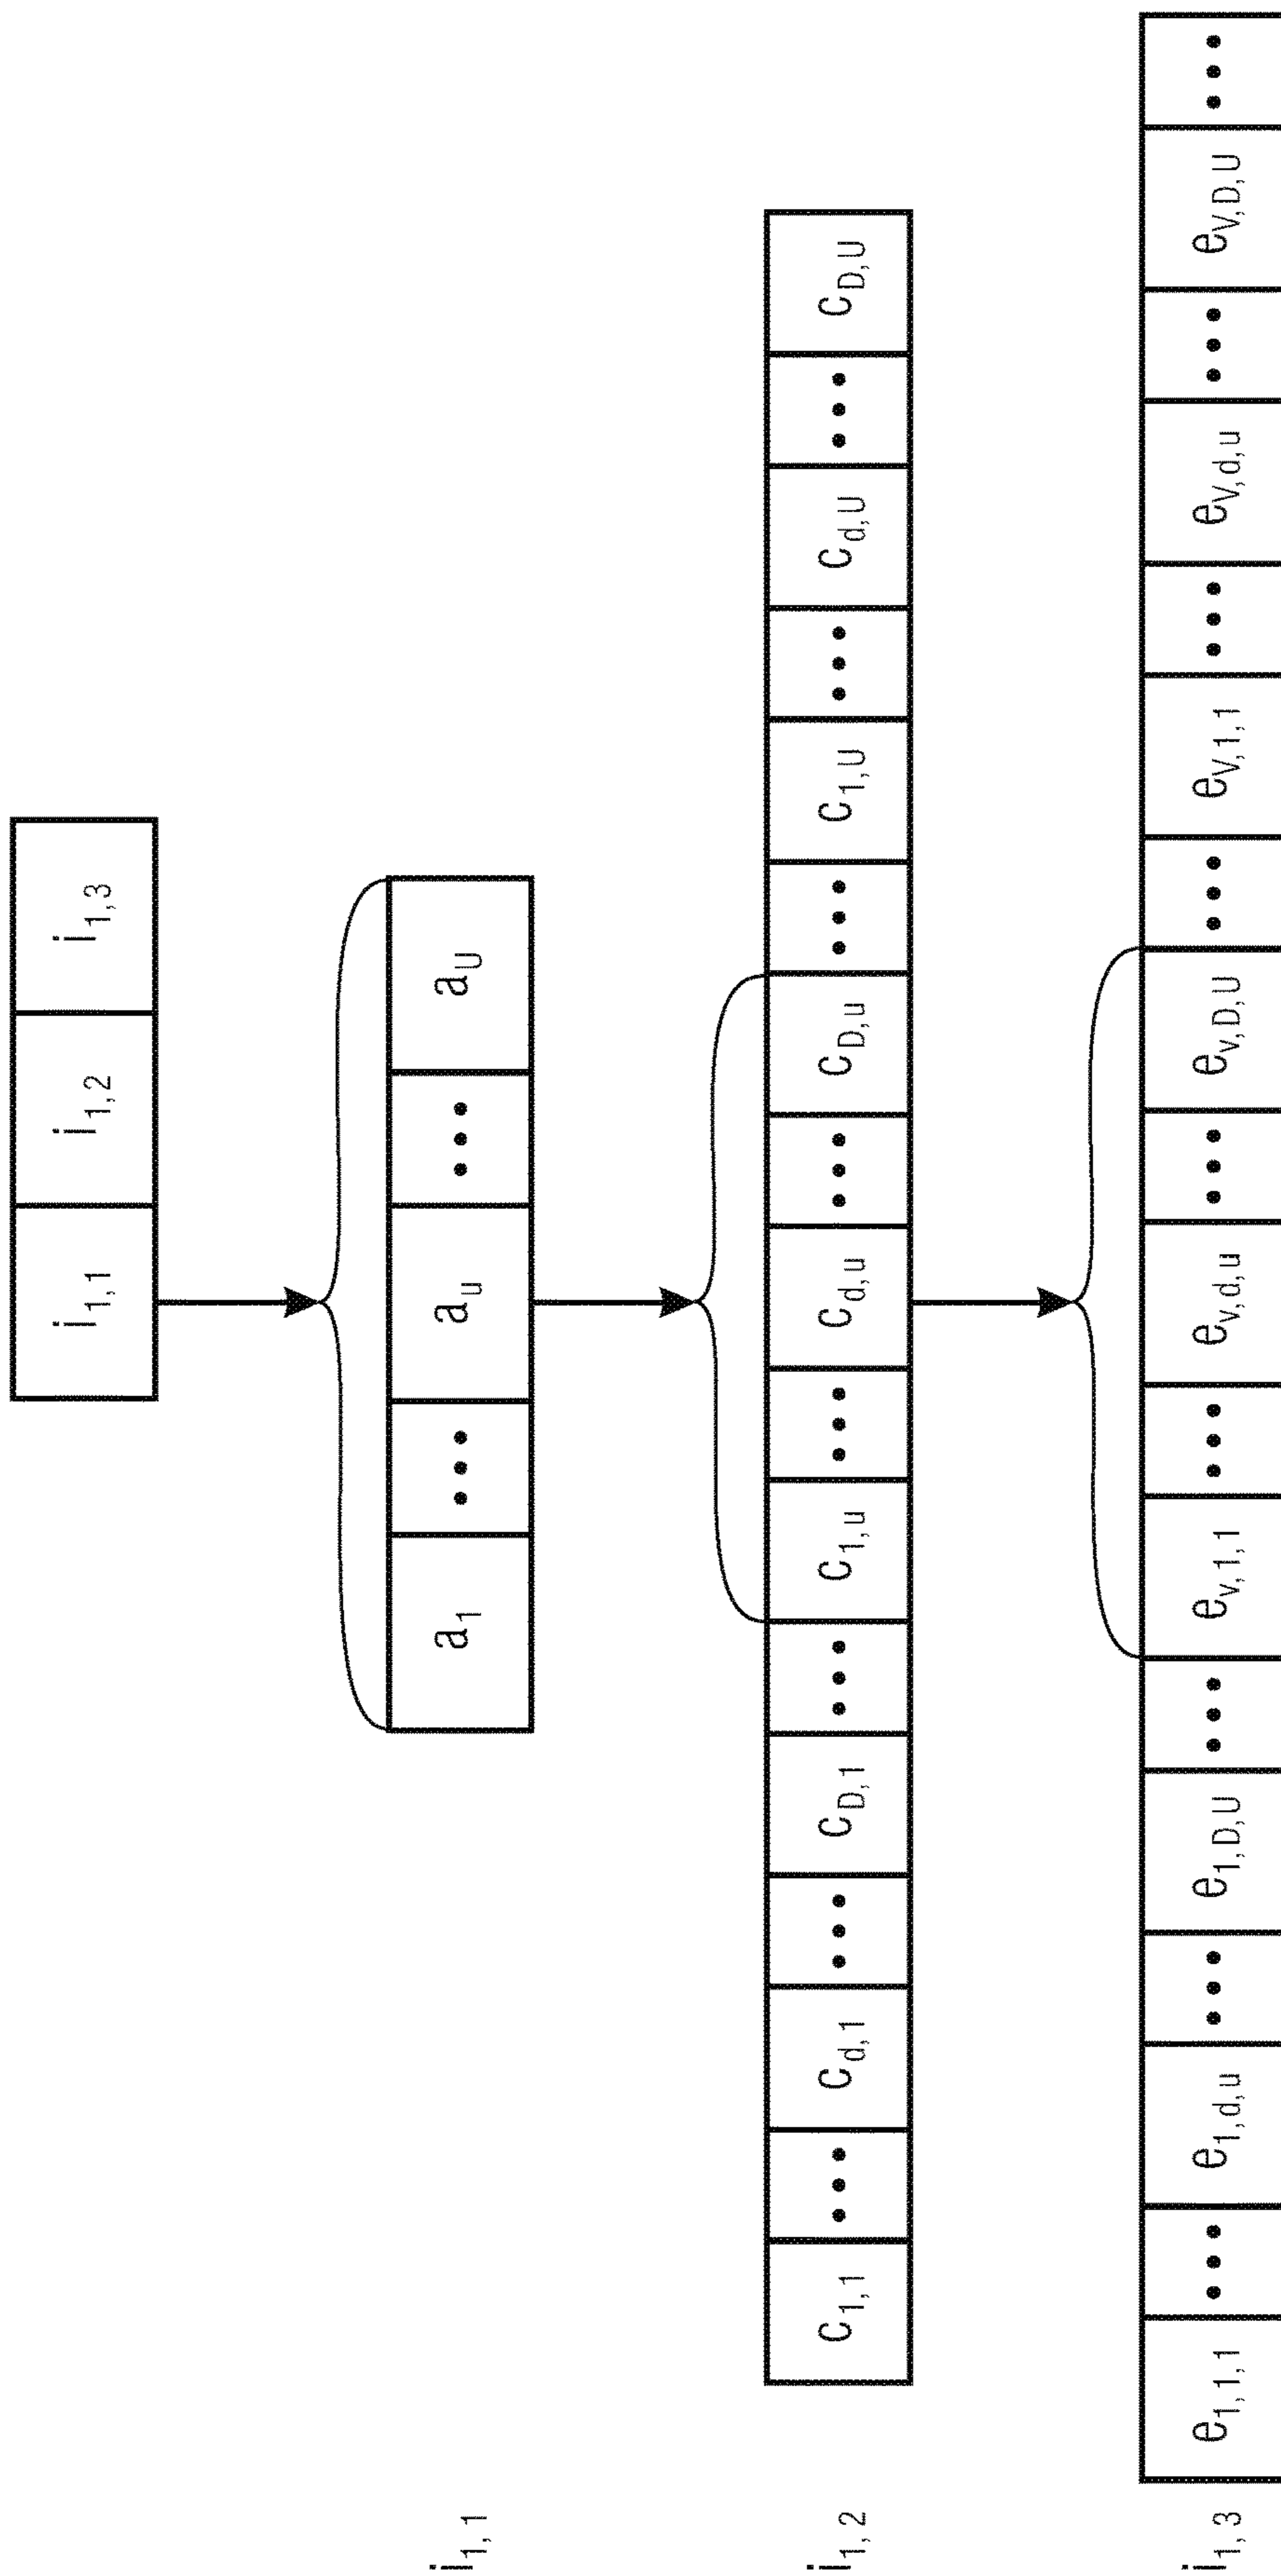 i1,1 i1,2 i1,3
i1,1 a1 ••• au ••• aU
i1,2 c1,1 ••• cd,1 ••• cD,1 ••• c1,u ••• cd,u ••• cD,u ••• c1,U ••• cd,U ••• cD,U
i1,3 e1,1,1 ••• e1,d,u ••• e1,D,U ••• ev,1,1 ••• ev,d,u ••• ev,D,U ••• eV,1,1 ••• eV,d,u ••• eV,D,U •••